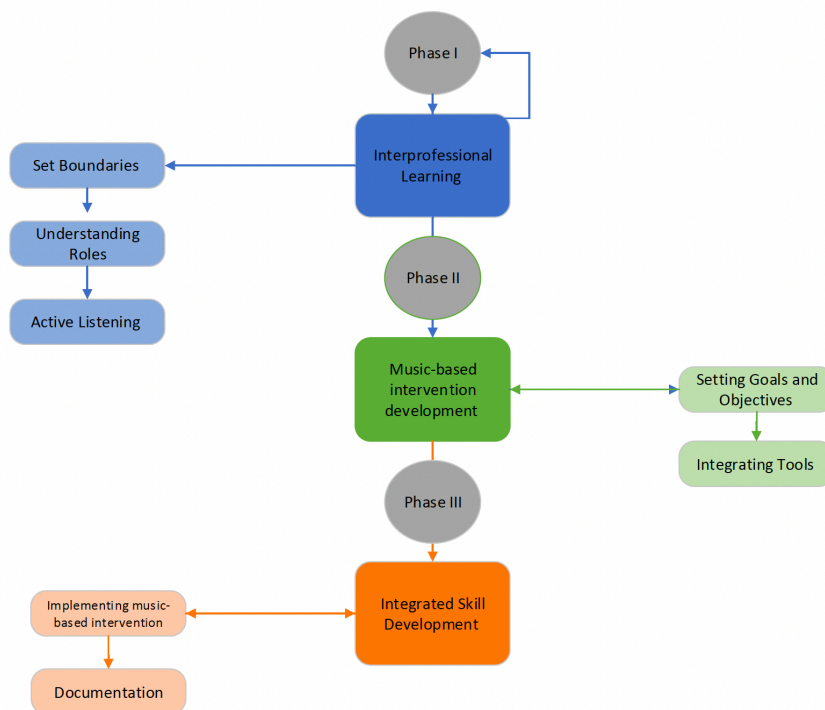 Phase I
Interprofessional
Learning
Set Boundaries
Understanding
Roles
Active Listening
Phase II
Music-based
intervention
development
Setting Goals and
Objectives
Integrating Tools
Phase III
Integrated Skill
Development
Implementing music-
based intervention
Documentation